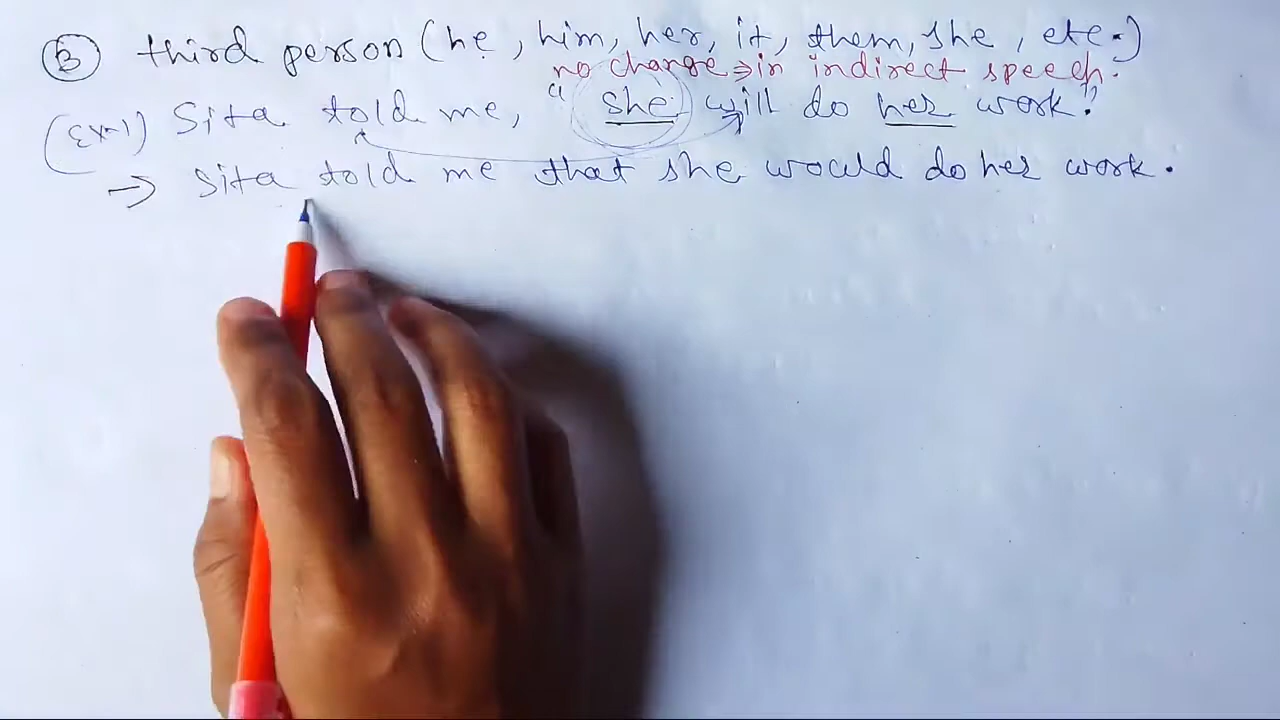 ③ third person (he, him, her, it, them, she, etc.)
no change ⇒ in indirect speech.
(Ex-1) Sita told me, "she will do her work."
→ Sita told me that she would do her work.